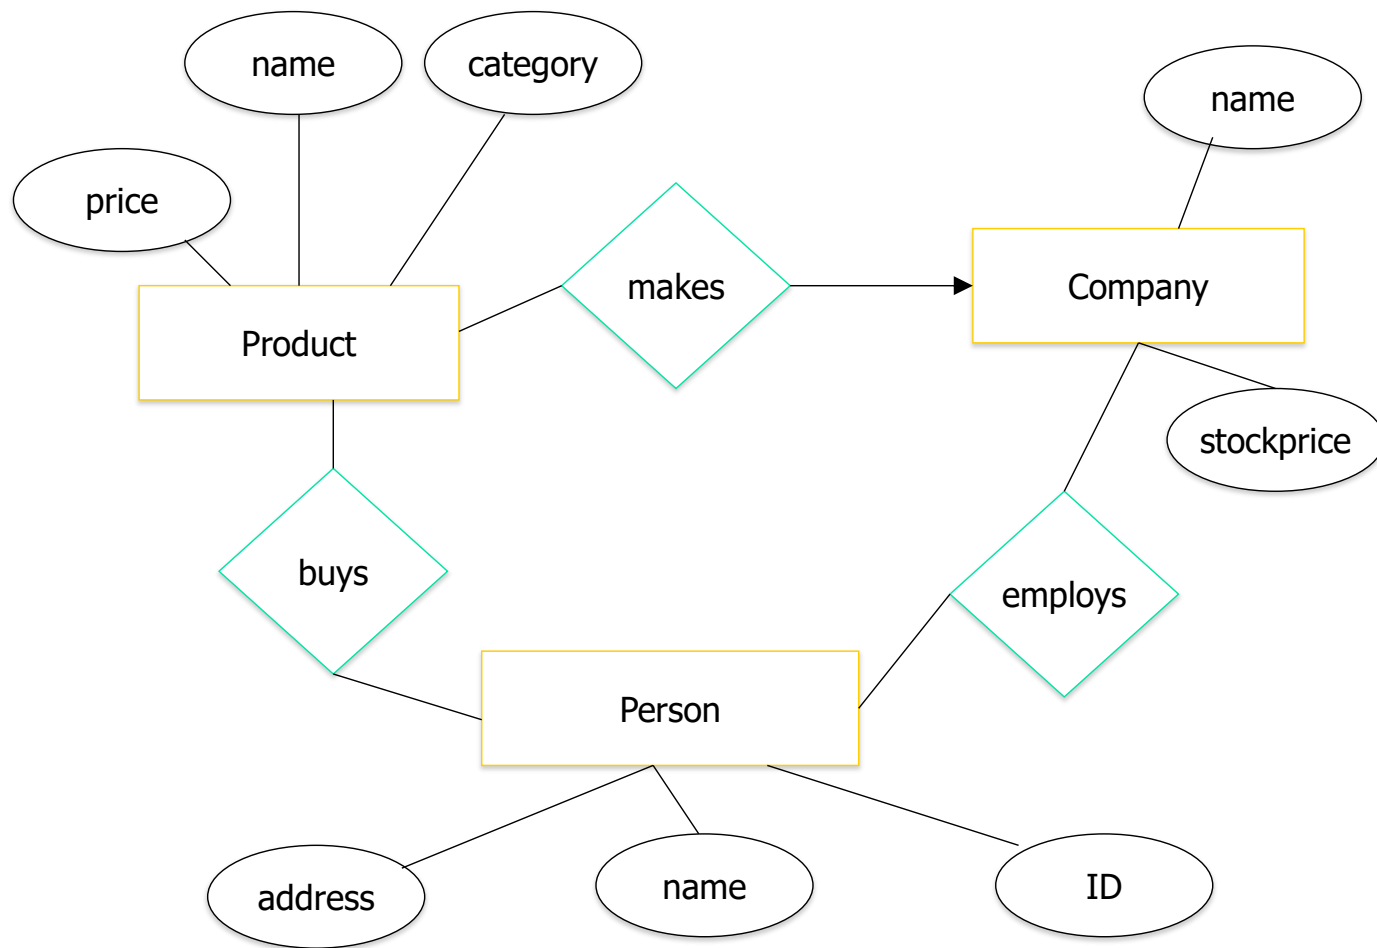 name
category
name
price
makes
Company
Product
stockprice
buys
employs
Person
address
name
ID